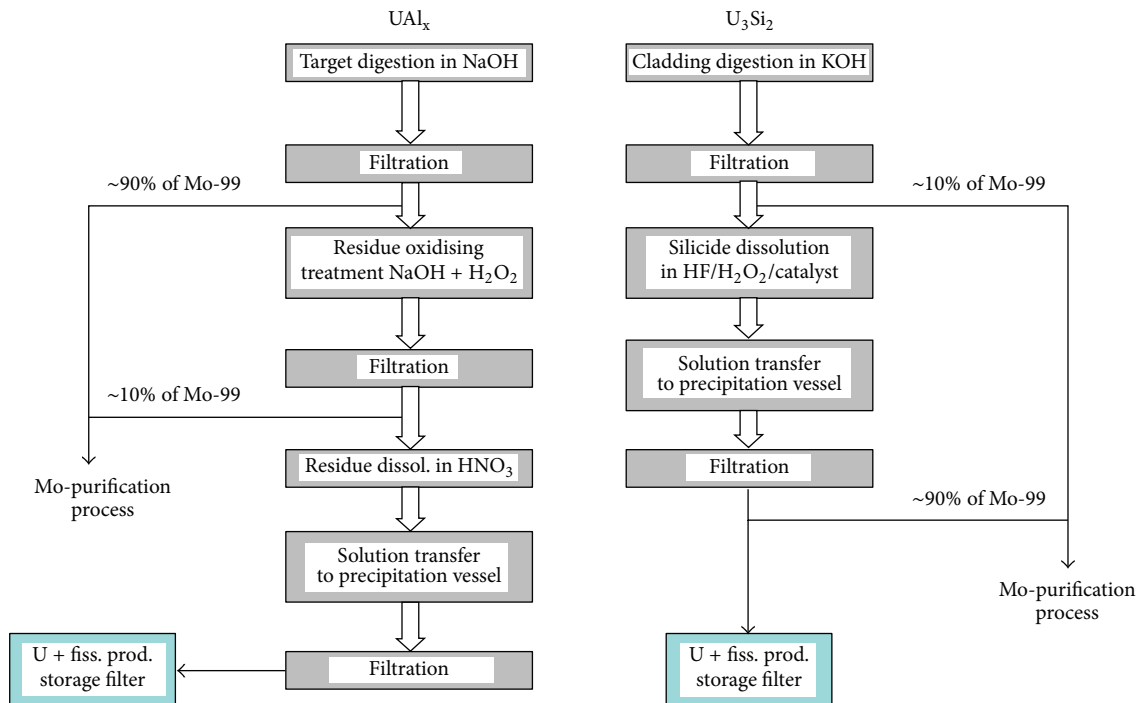 UAlₓ
Target digestion in NaOH
Filtration
~90% of Mo-99
Residue oxidising
treatment NaOH + H₂O₂
Filtration
~10% of Mo-99
Residue dissol. in HNO₃
Mo-purification
process
Solution transfer
to precipitation vessel
Filtration
U + fiss. prod.
storage filter
U₃Si₂
Cladding digestion in KOH
Filtration
~10% of Mo-99
Silicide dissolution
in HF/H₂O₂/catalyst
Solution transfer
to precipitation vessel
Filtration
~90% of Mo-99
Mo-purification
process
U + fiss. prod.
storage filter